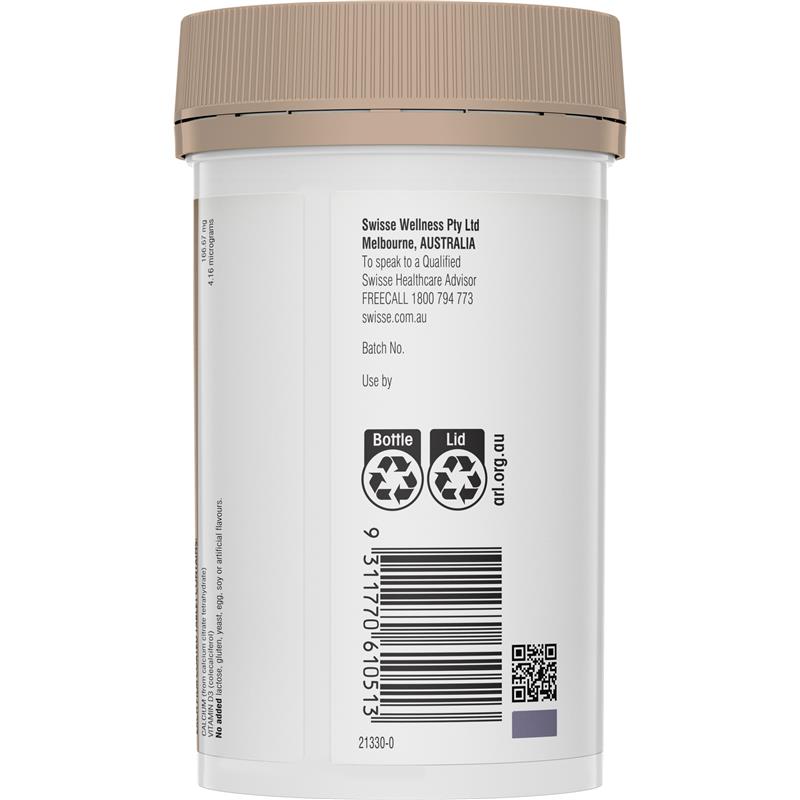 166.67 mg
4.16 micrograms
CALCIUM (from calcium citrate tetrahydrate)
VITAMIN D3 (colecalciferol)
No added lactose, gluten, yeast, egg, soy or artificial flavours.
Swisse Wellness Pty Ltd
Melbourne, AUSTRALIA
To speak to a Qualified
Swisse Healthcare Advisor
FREECALL 1800 794 773
swisse.com.au
Batch No.
Use by
Bottle Lid
arl.org.au
9 311770 610513
21330-0